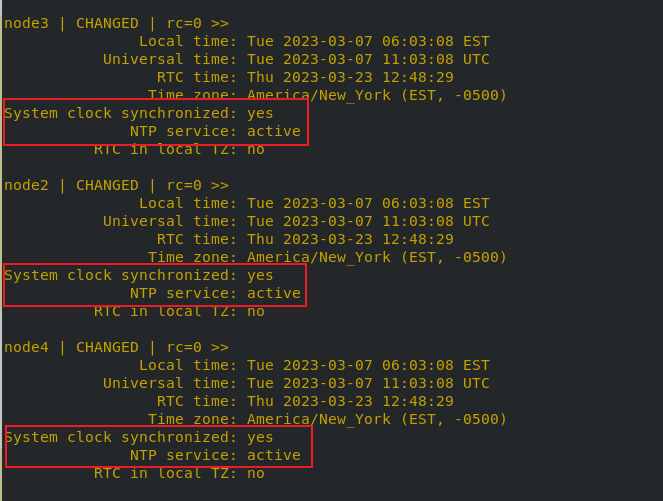 node3 | CHANGED | rc=0 >>
Local time: Tue 2023-03-07 06:03:08 EST
Universal time: Tue 2023-03-07 11:03:08 UTC
RTC time: Thu 2023-03-23 12:48:29
Time zone: America/New_York (EST, -0500)
System clock synchronized: yes
NTP service: active
RTC in local TZ: no
node2 | CHANGED | rc=0 >>
Local time: Tue 2023-03-07 06:03:08 EST
Universal time: Tue 2023-03-07 11:03:08 UTC
RTC time: Thu 2023-03-23 12:48:29
Time zone: America/New_York (EST, -0500)
System clock synchronized: yes
NTP service: active
RTC in local TZ: no
node4 | CHANGED | rc=0 >>
Local time: Tue 2023-03-07 06:03:08 EST
Universal time: Tue 2023-03-07 11:03:08 UTC
RTC time: Thu 2023-03-23 12:48:29
Time zone: America/New_York (EST, -0500)
System clock synchronized: yes
NTP service: active
RTC in local TZ: no